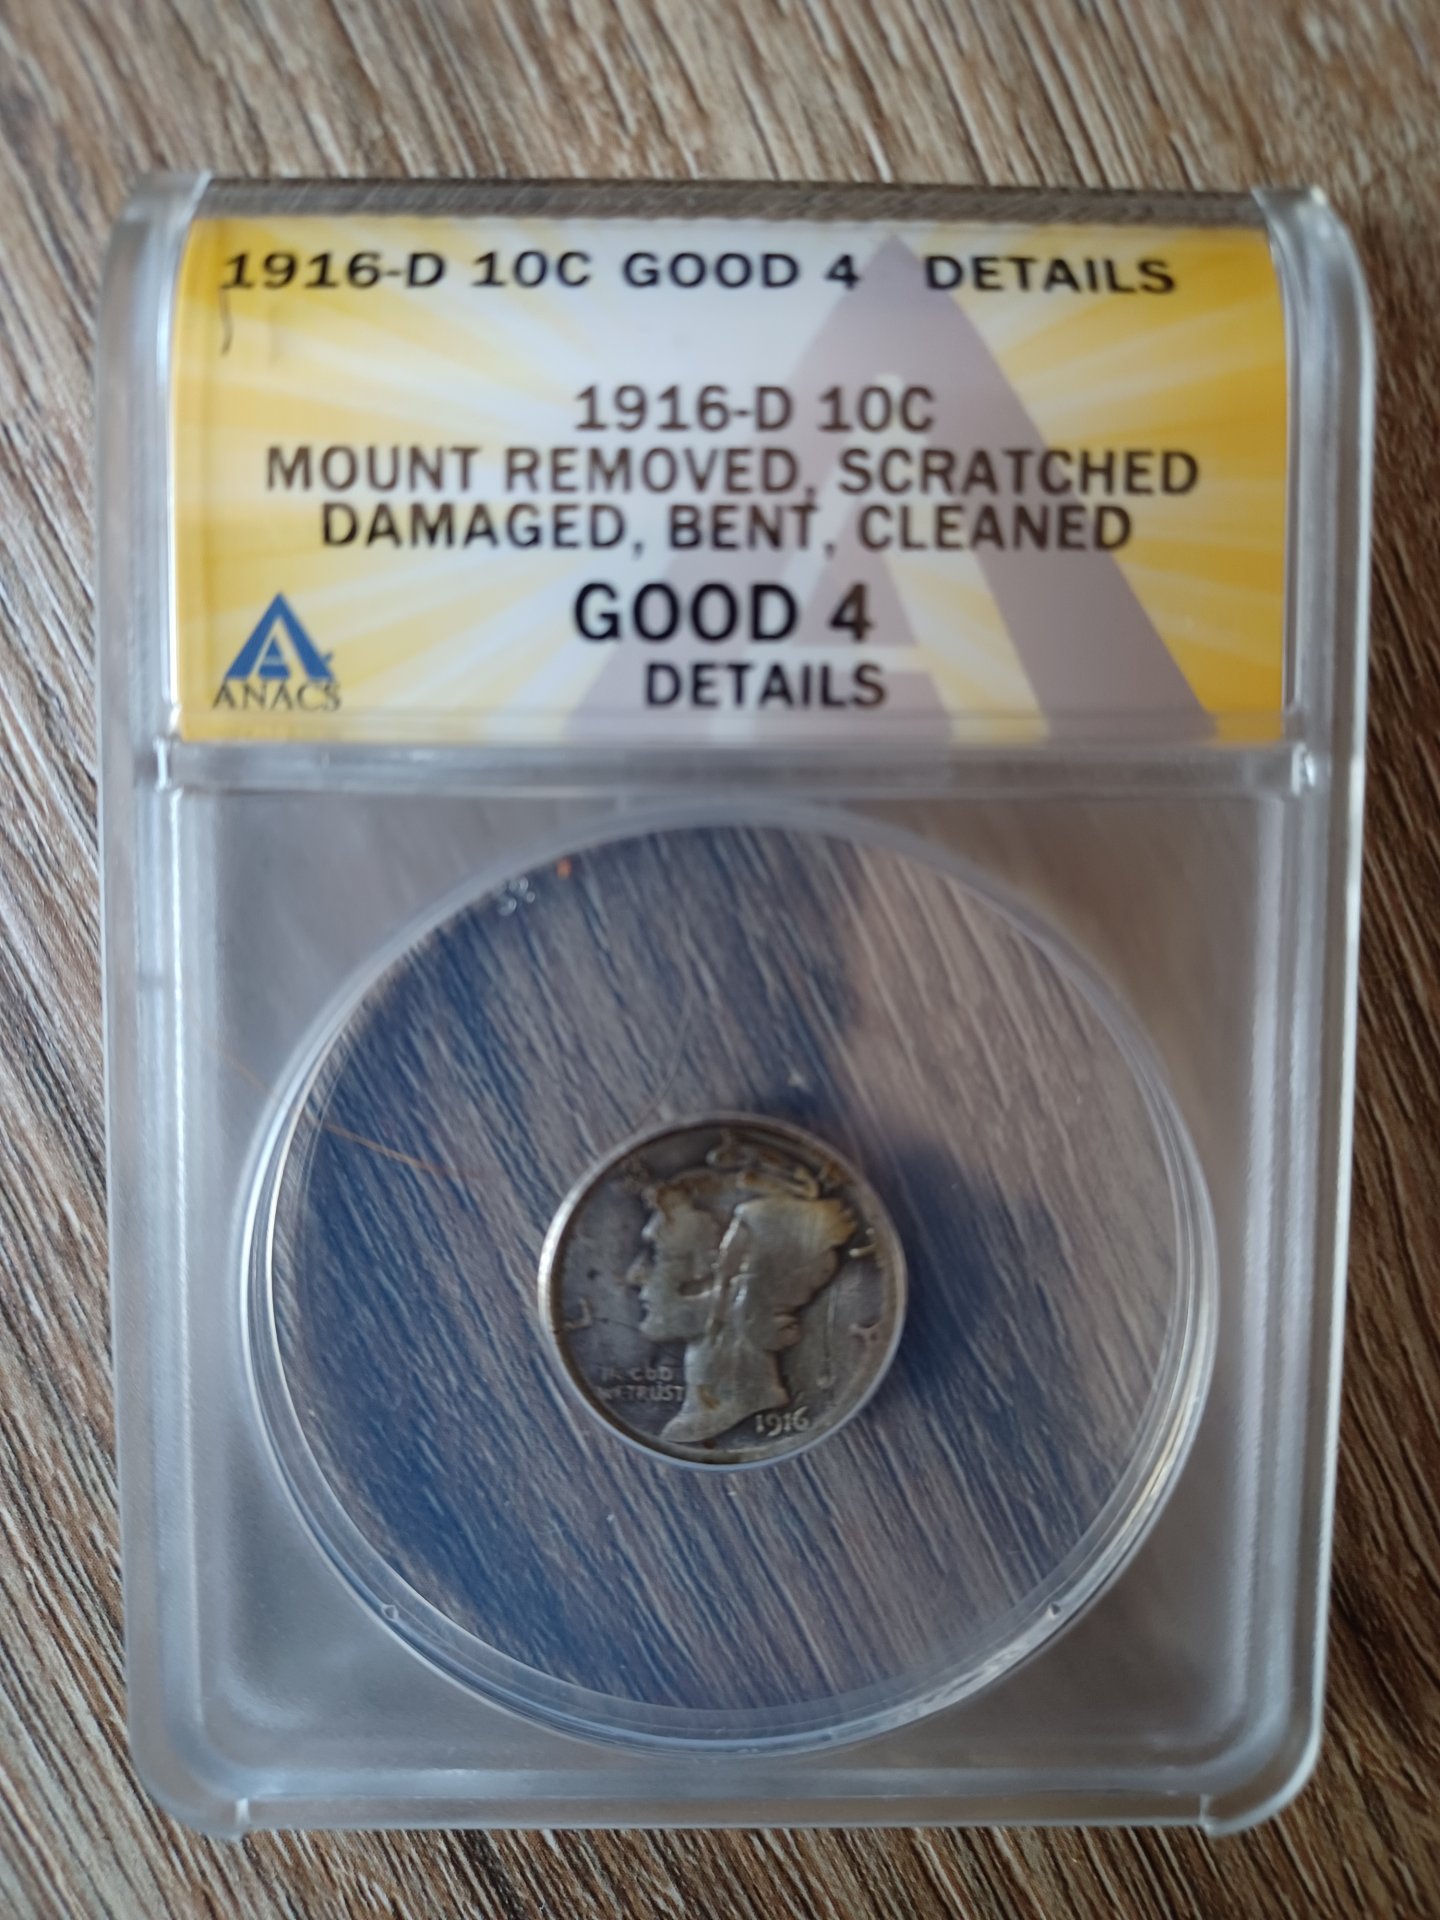 1916-D 10C GOOD 4 DETAILS
1916-D 10C
MOUNT REMOVED, SCRATCHED
DAMAGED, BENT, CLEANED
GOOD 4
DETAILS
ANACS
GOD
WE TRUST
1916